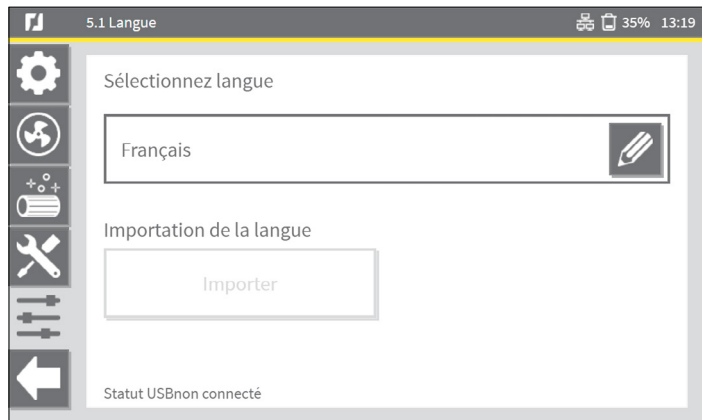 5.1 Langue 35% 13:19
Sélectionnez langue
Français
Importation de la langue
Importer
Statut USBnon connecté